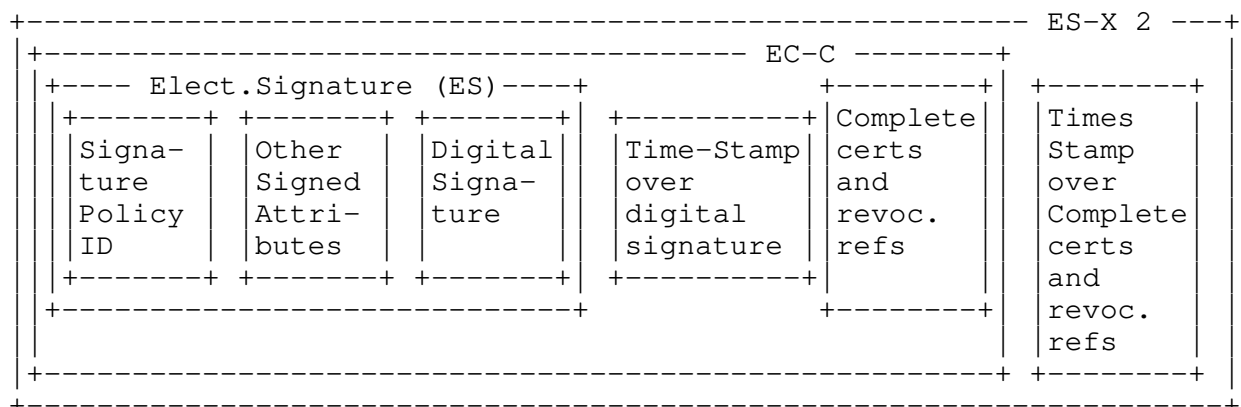 +------------------------------------------------------ ES-X 2 ---+
|+--------------------------------------- EC-C --------+          |
||+---- Elect.Signature (ES)----+             +--------+| +--------+ |
|||+-------+ +-------+ +-------+| +----------+|Complete|| |Times   | |
||||Signa- | |Other  | |Digital|| |Time-Stamp||certs   || |Stamp   | |
||||ture   | |Signed | |Signa- || |over      ||and     || |over    | |
||||Policy | |Attri- | |ture   || |digital   ||revoc.  || |Complete| |
||||ID     | |butes  | |       || |signature ||refs    || |certs   | |
|||+-------+ +-------+ +-------+| +----------+|        || |and     | |
||+-----------------------------+             +--------+| |revoc.  | |
||                                                      | |refs    | |
|+------------------------------------------------------+ +--------+ |
+--------------------------------------------------------------------+